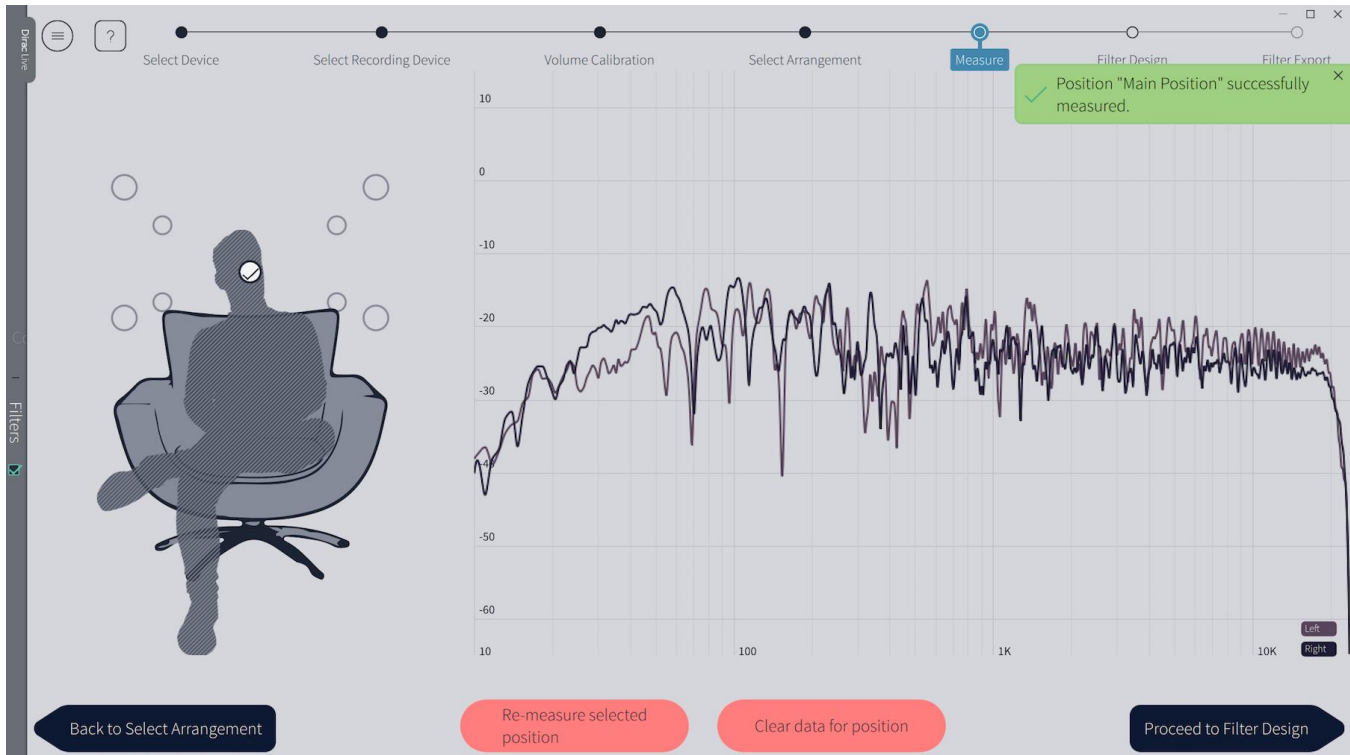 Dirac Live
?
Select Device
Select Recording Device
Volume Calibration
Select Arrangement
Measure
Filter Design
Filter Export
Position "Main Position" successfully
measured.
10
0
-10
-20
-30
-40
-50
-60
10
100
1K
10K
Left
Right
Filters
Back to Select Arrangement
Re-measure selected
position
Clear data for position
Proceed to Filter Design